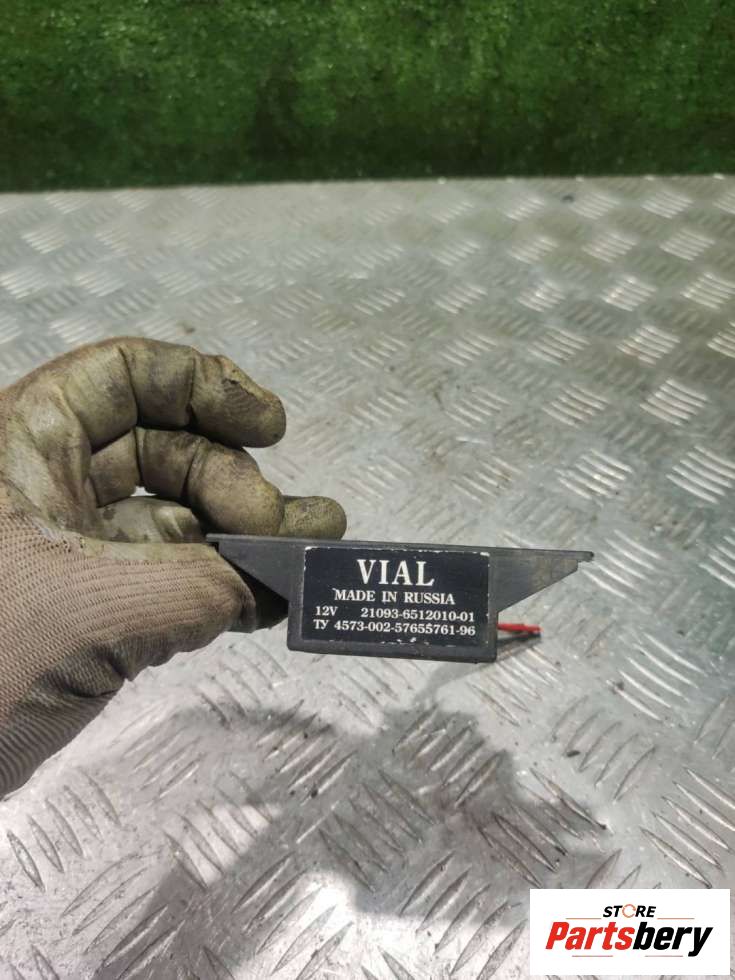 VIAL
MADE IN RUSSIA
12V 21093-6512010-01
ТУ 4573-002-57655761-96
STORE
Partsbery